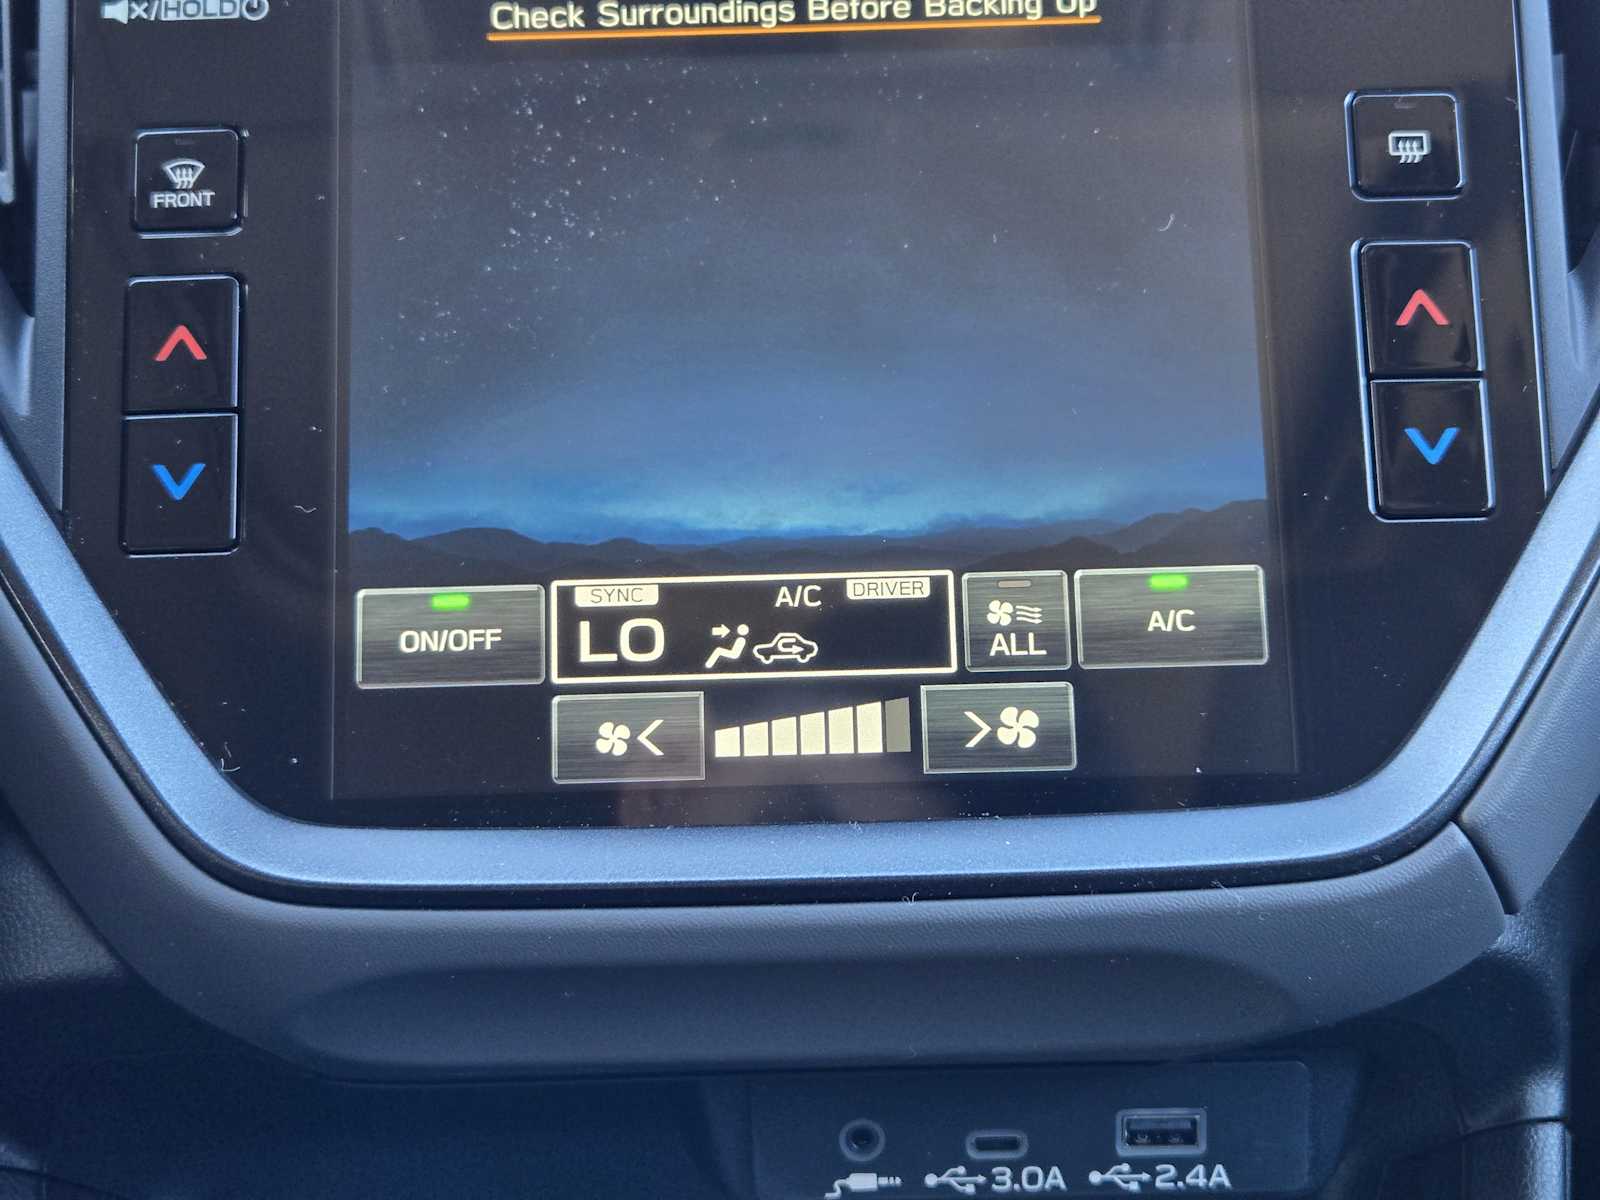 /HOLD
Check Surroundings Before Backing Up
FRONT
SYNC A/C DRIVER
LO
ON/OFF
ALL
A/C
3.0A
2.4A